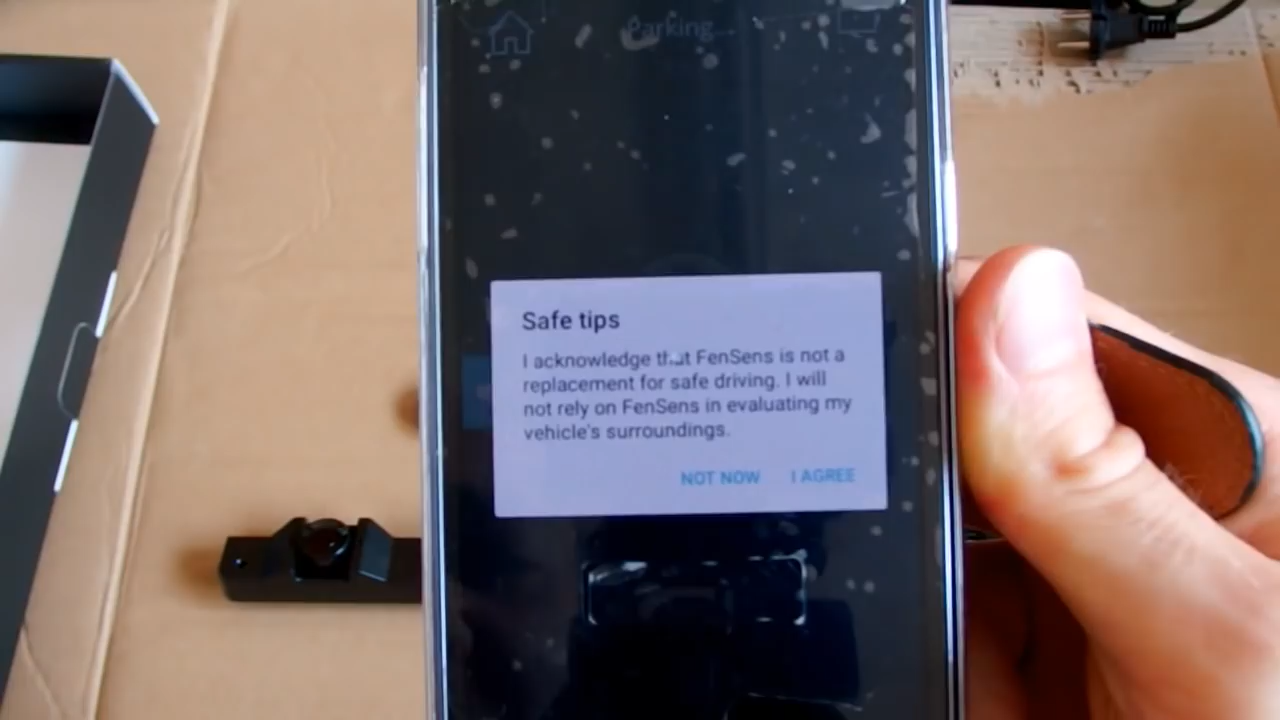 Parking
Safe tips
I acknowledge that FenSens is not a
replacement for safe driving. I will
not rely on FenSens in evaluating my
vehicle's surroundings.
NOT NOW I AGREE